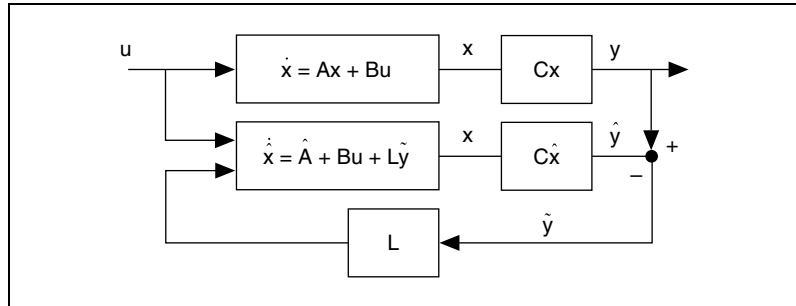 u
ẋ = Ax + Bu
x
Cx
y
x̂̇ = Â + Bu + Lỹ
x
Cx̂
ŷ
+
−
L
ỹ